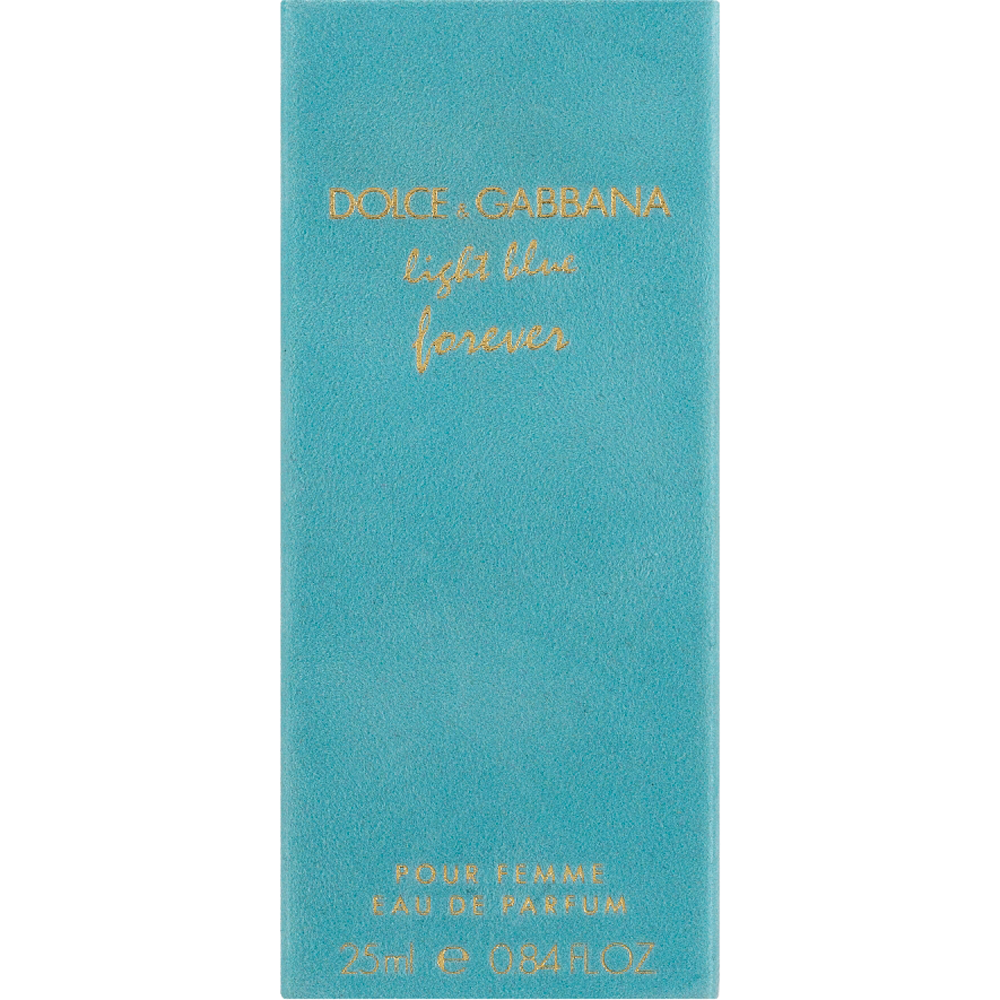 DOLCE & GABBANA
light blue
forever
POUR FEMME
EAU DE PARFUM
25ml ℮ 0.84 FL.OZ